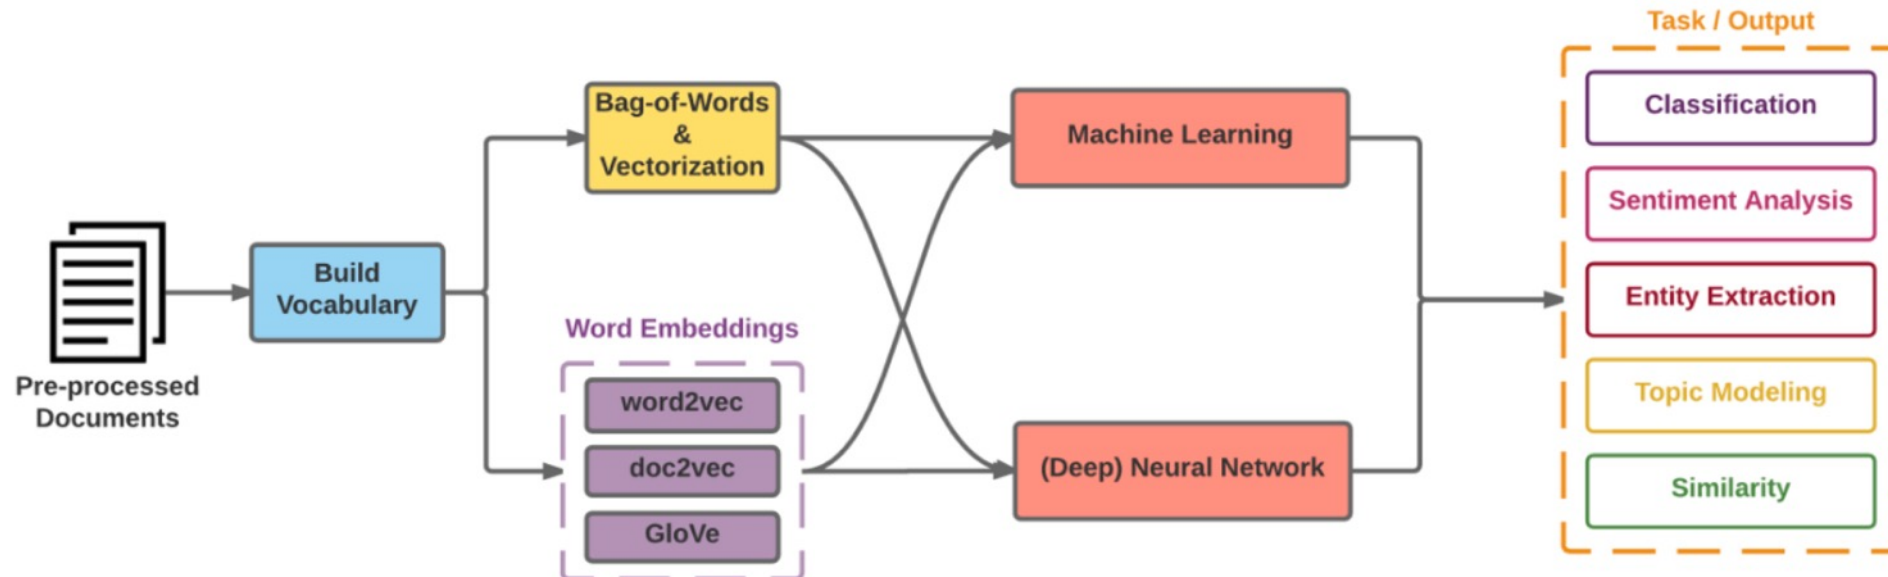 Pre-processed
Documents
Build
Vocabulary
Bag-of-Words
&
Vectorization
Word Embeddings
word2vec
doc2vec
GloVe
Machine Learning
(Deep) Neural Network
Task / Output
Classification
Sentiment Analysis
Entity Extraction
Topic Modeling
Similarity